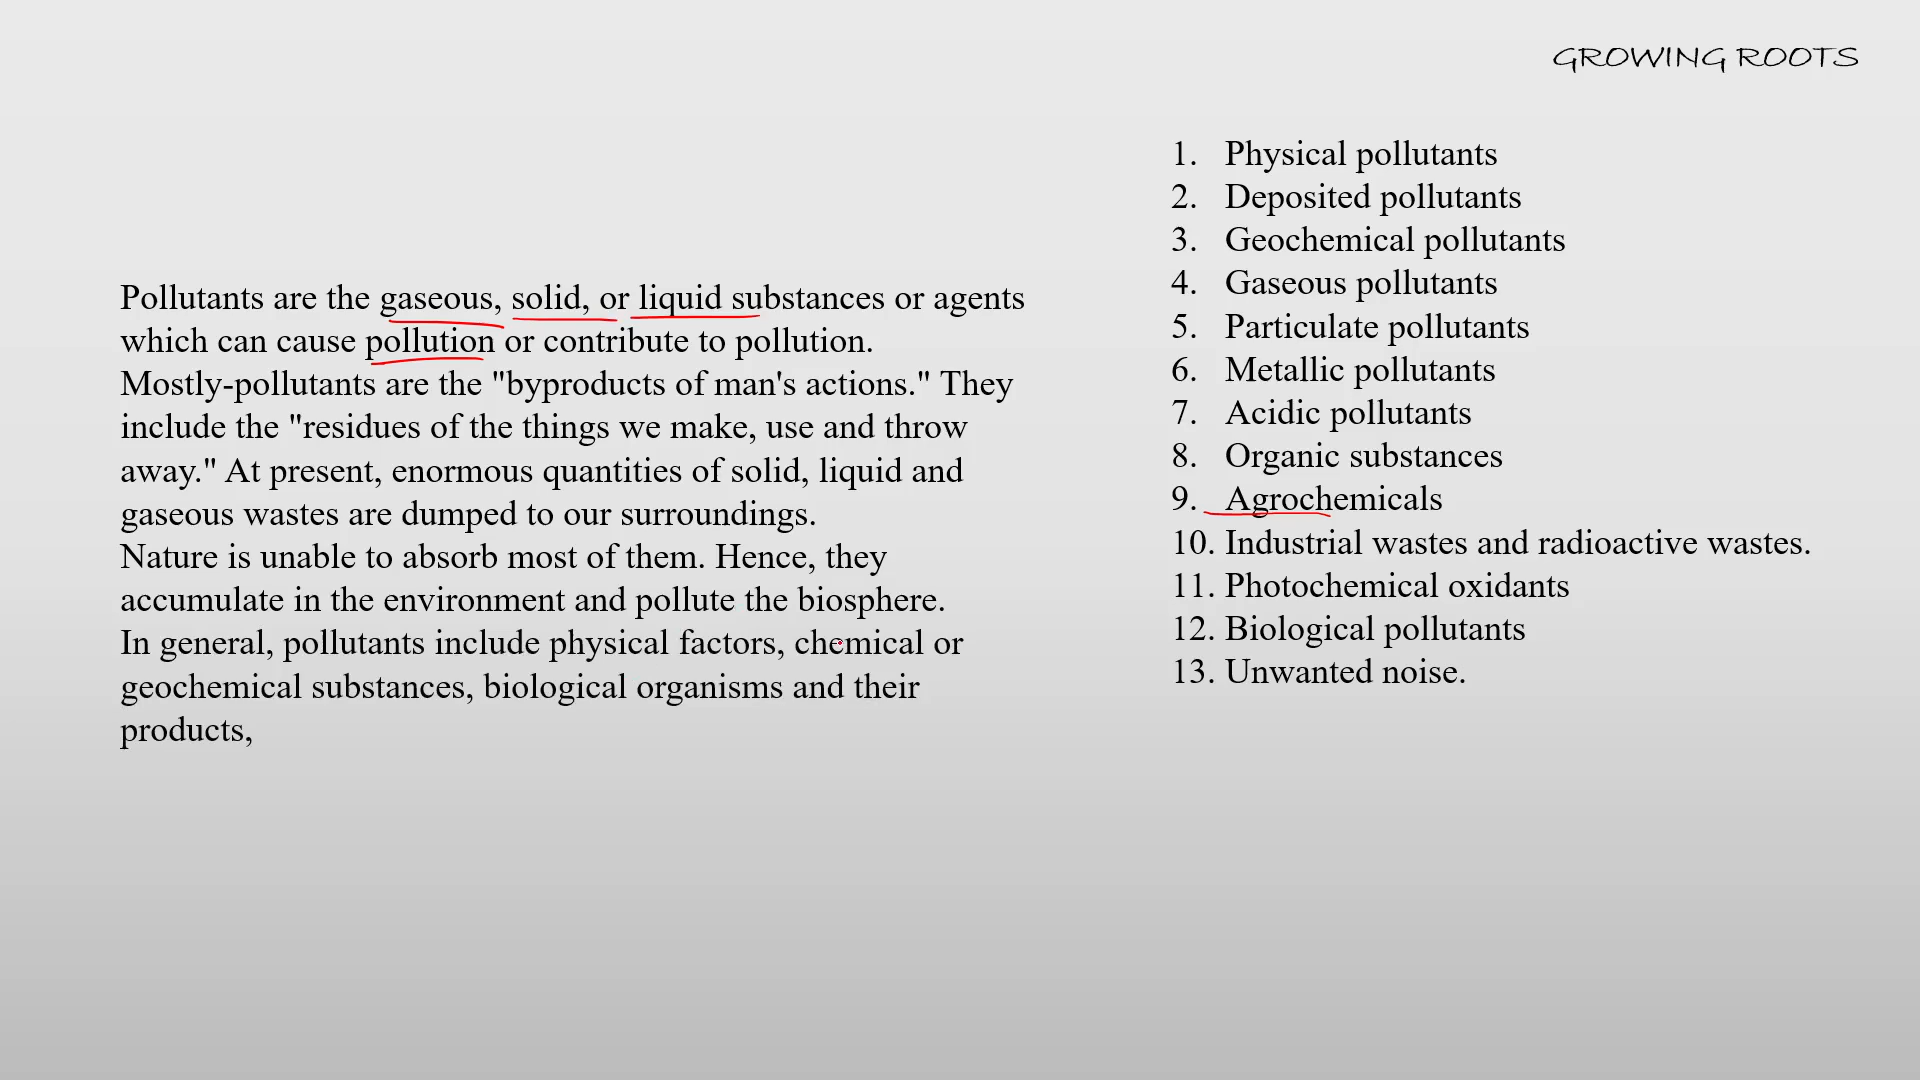 GROWING ROOTS
Pollutants are the gaseous, solid, or liquid substances or agents
which can cause pollution or contribute to pollution.
Mostly-pollutants are the "byproducts of man's actions." They
include the "residues of the things we make, use and throw
away." At present, enormous quantities of solid, liquid and
gaseous wastes are dumped to our surroundings.
Nature is unable to absorb most of them. Hence, they
accumulate in the environment and pollute the biosphere.
In general, pollutants include physical factors, chemical or
geochemical substances, biological organisms and their
products,
1. Physical pollutants
2. Deposited pollutants
3. Geochemical pollutants
4. Gaseous pollutants
5. Particulate pollutants
6. Metallic pollutants
7. Acidic pollutants
8. Organic substances
9. Agrochemicals
10. Industrial wastes and radioactive wastes.
11. Photochemical oxidants
12. Biological pollutants
13. Unwanted noise.